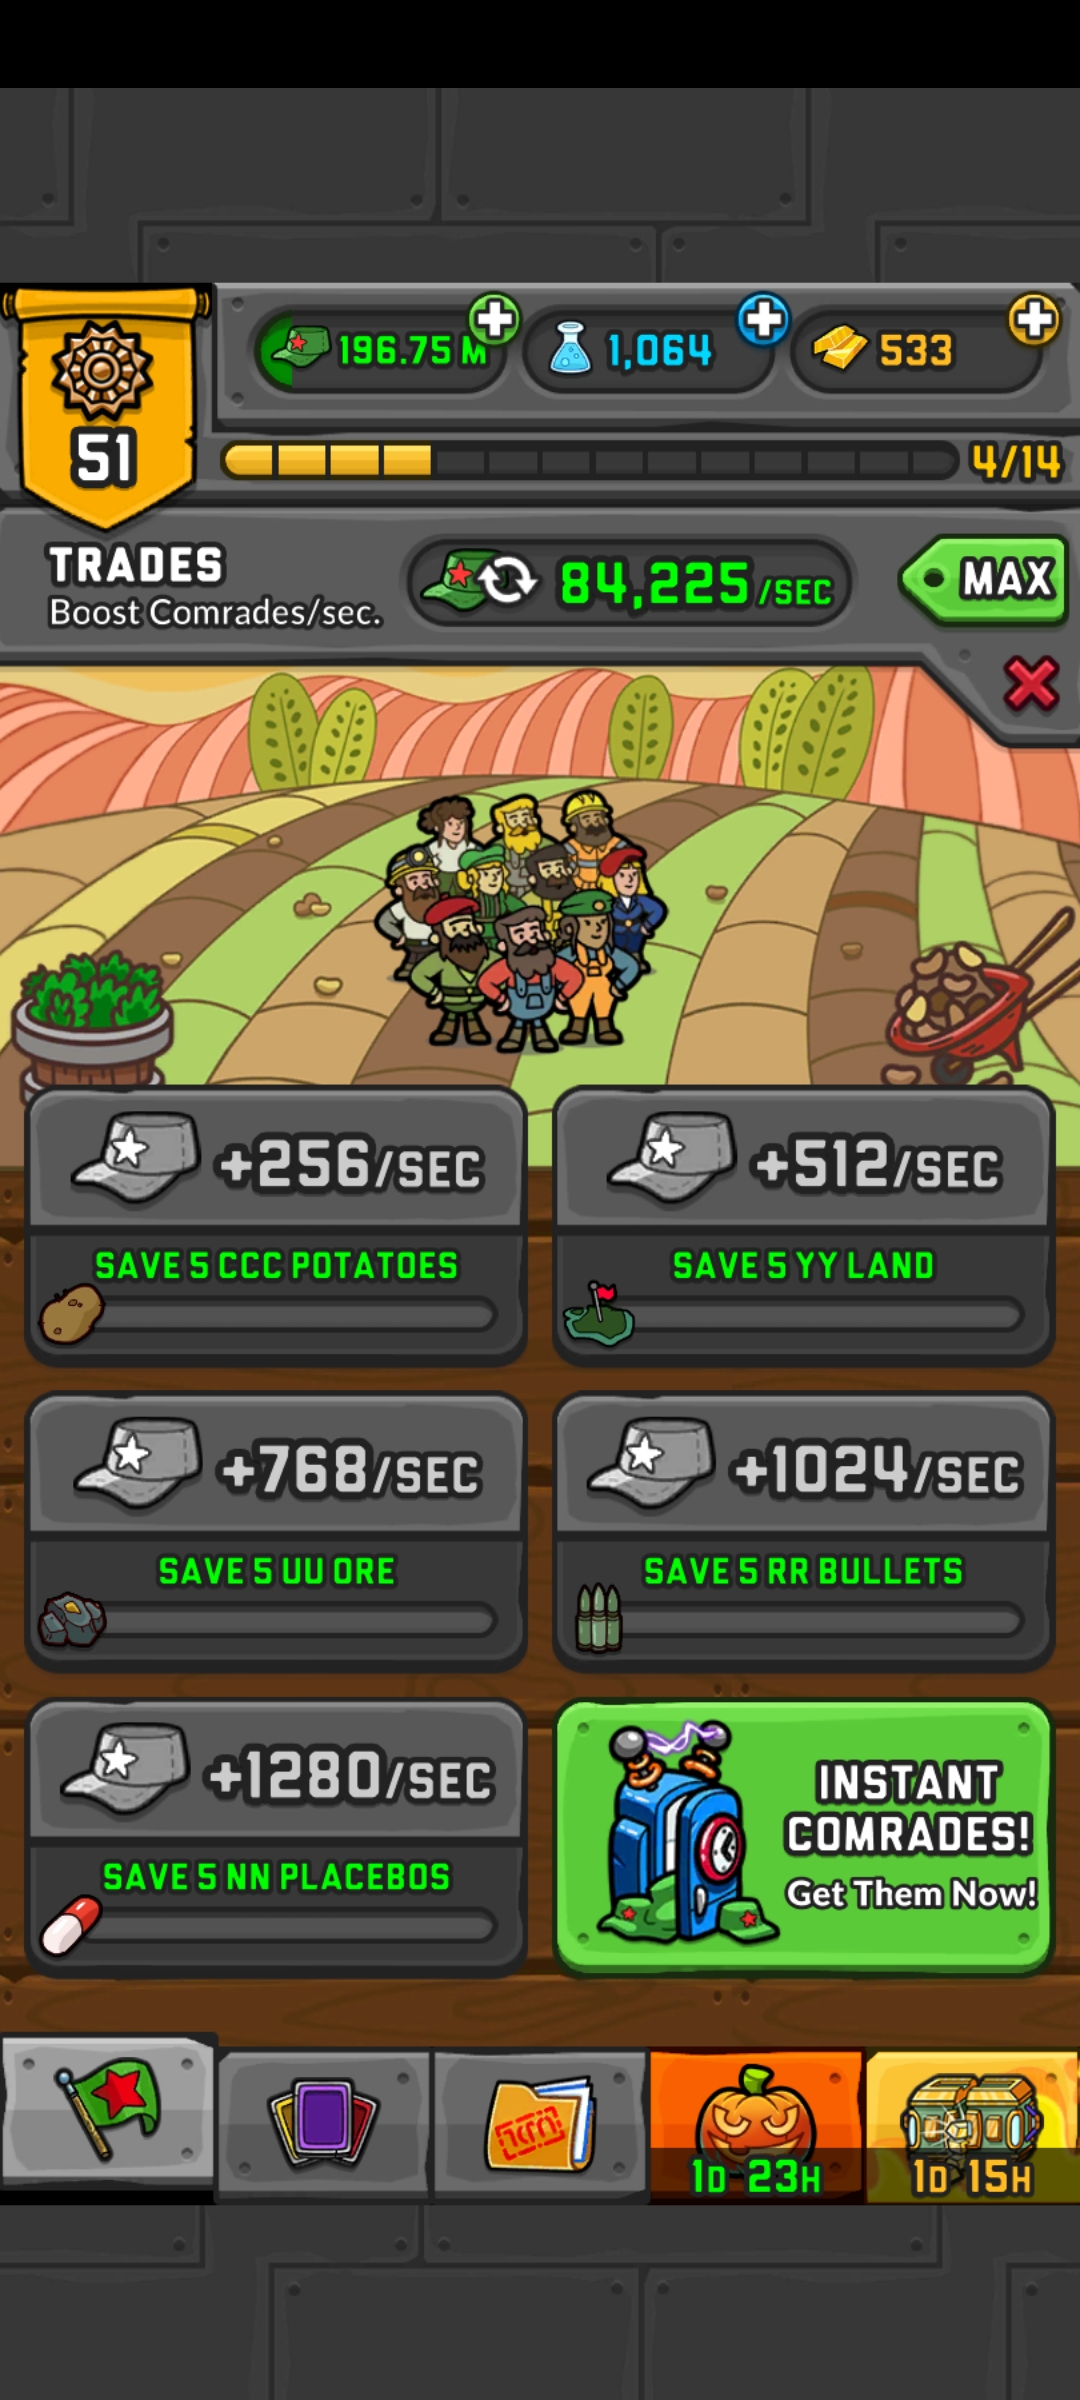 196.75 M
1,064
533
51
4/14
TRADES
Boost Comrades/sec.
84,225/SEC
MAX
+256/SEC
+512/SEC
SAVE 5 CCC POTATOES
SAVE 5 YY LAND
+768/SEC
+1024/SEC
SAVE 5 UU ORE
SAVE 5 RR BULLETS
+1280/SEC
INSTANT
COMRADES!
Get Them Now!
SAVE 5 NN PLACEBOS
1D 23H
1D 15H